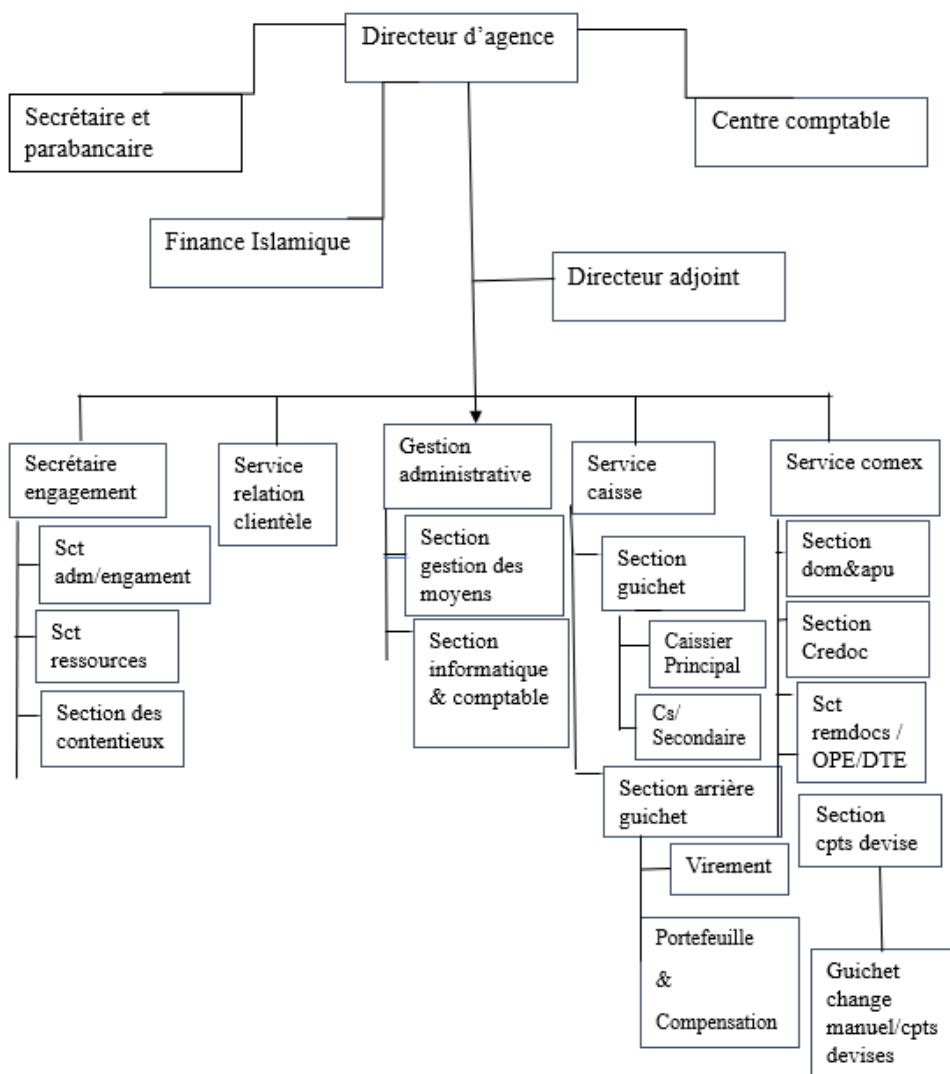 Directeur d’agence
Secrétaire et
parabancaire
Centre comptable
Finance Islamique
Directeur adjoint
Secrétaire
engagement
Sct
adm/engament
Sct
ressources
Section des
contentieux
Service
relation
clientèle
Gestion
administrative
Section
gestion des
moyens
Section
informatique
& comptable
Service
caisse
Section
guichet
Caissier
Principal
Cs/
Secondaire
Section arrière
guichet
Virement
Portefeuille
&
Compensation
Service comex
Section
dom&apu
Section
Credoc
Sct
remdocs /
OPE/DTE
Section
cpts devise
Guichet
change
manuel/cpts
devises